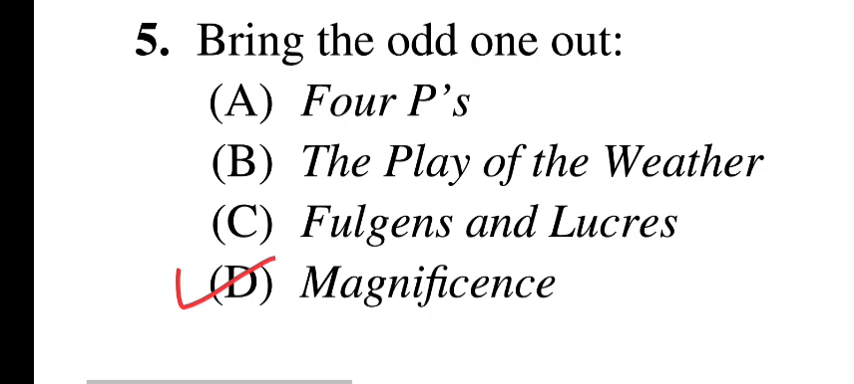 5. Bring the odd one out:
(A) Four P’s
(B) The Play of the Weather
(C) Fulgens and Lucres
(D) Magnificence